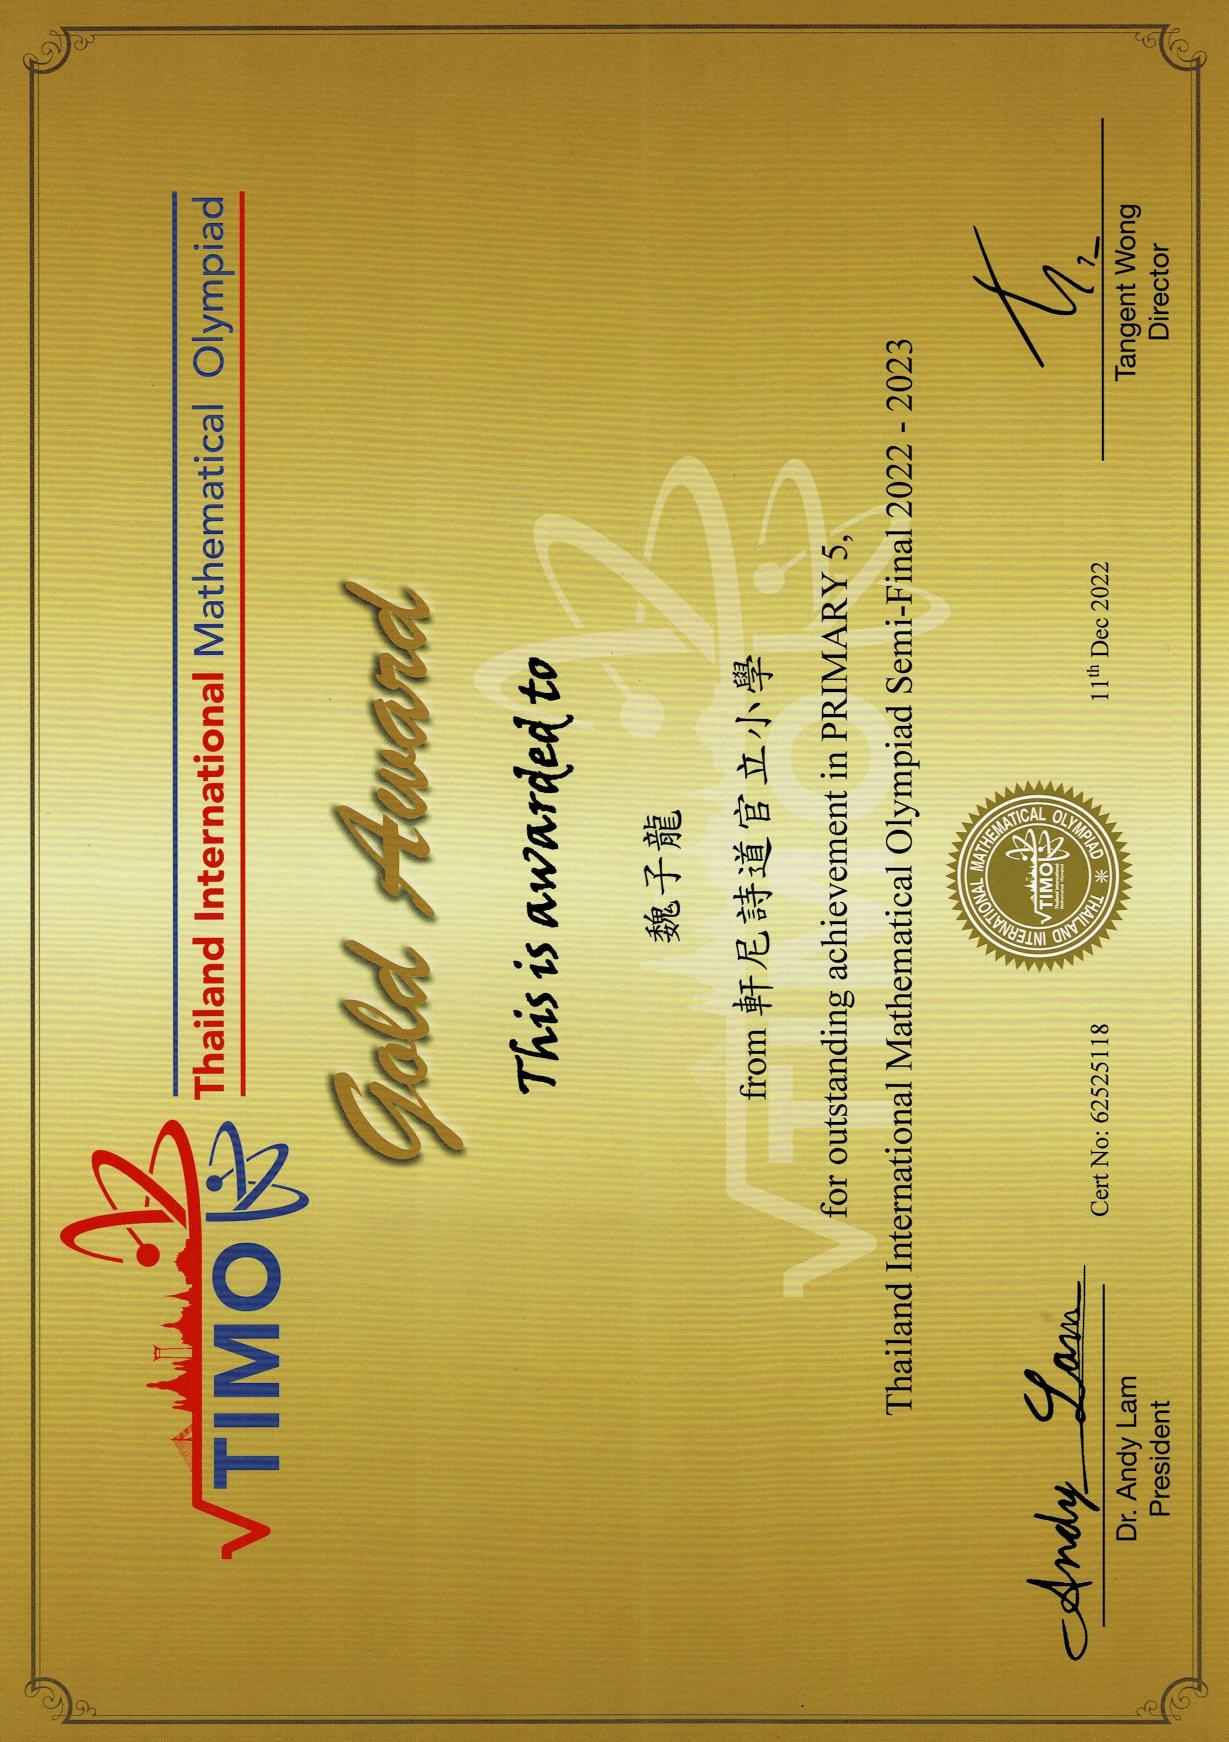 TIMO
Thailand International Mathematical Olympiad
Gold Award
This is awarded to
魏子龍
from 軒尼詩道官立小學
for outstanding achievement in PRIMARY 5,
Thailand International Mathematical Olympiad Semi-Final 2022 - 2023
Andy Lam
Dr. Andy Lam
President
Cert No: 62525118
THAILAND INTERNATIONAL MATHEMATICAL OLYMPIAD
TIMO
11th Dec 2022
Tangent Wong
Director